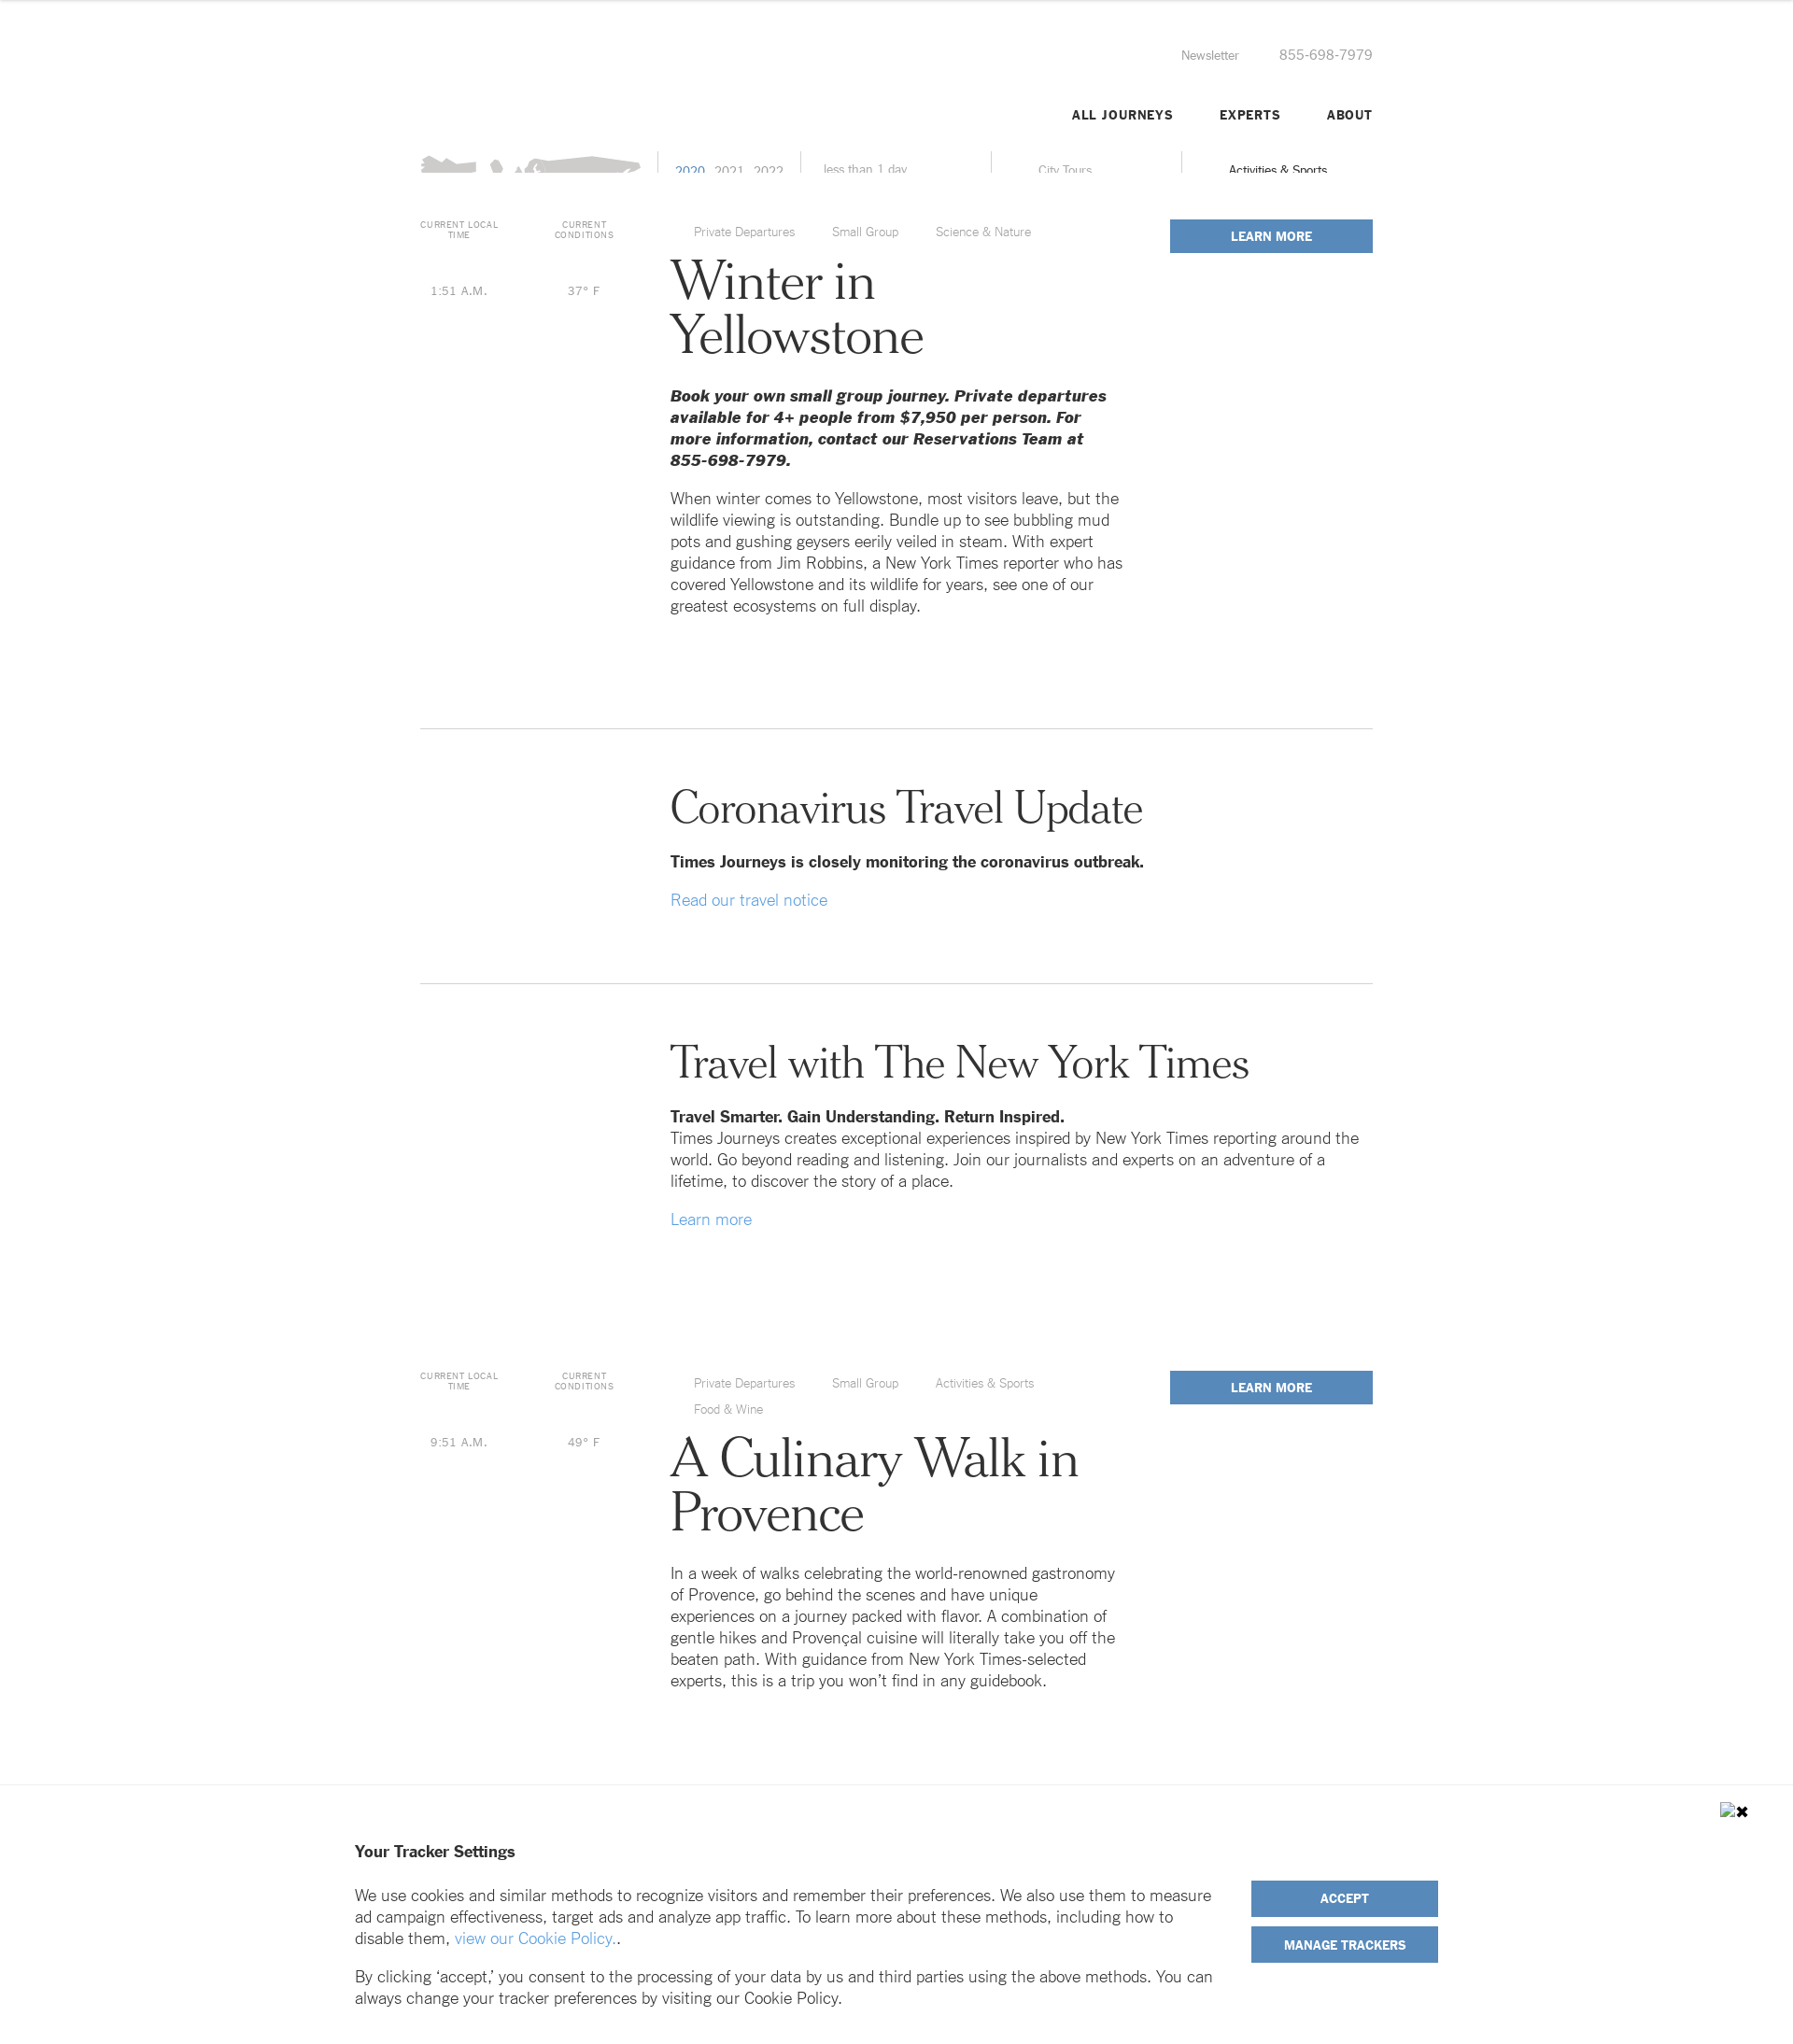 Newsletter 855-698-7979
ALL JOURNEYS EXPERTS ABOUT
2020 2021 2022 less than 1 day City Tours Activities & Sports
CURRENT LOCAL TIME
CURRENT CONDITIONS
1:51 A.M. 37° F
Private Departures Small Group Science & Nature
LEARN MORE
Winter in
Yellowstone
Book your own small group journey. Private departures
available for 4+ people from $7,950 per person. For
more information, contact our Reservations Team at
855-698-7979.
When winter comes to Yellowstone, most visitors leave, but the
wildlife viewing is outstanding. Bundle up to see bubbling mud
pots and gushing geysers eerily veiled in steam. With expert
guidance from Jim Robbins, a New York Times reporter who has
covered Yellowstone and its wildlife for years, see one of our
greatest ecosystems on full display.
Coronavirus Travel Update
Times Journeys is closely monitoring the coronavirus outbreak.
Read our travel notice
Travel with The New York Times
Travel Smarter. Gain Understanding. Return Inspired.
Times Journeys creates exceptional experiences inspired by New York Times reporting around the
world. Go beyond reading and listening. Join our journalists and experts on an adventure of a
lifetime, to discover the story of a place.
Learn more
CURRENT LOCAL TIME
CURRENT CONDITIONS
9:51 A.M. 49° F
Private Departures Small Group Activities & Sports
Food & Wine
LEARN MORE
A Culinary Walk in
Provence
In a week of walks celebrating the world-renowned gastronomy
of Provence, go behind the scenes and have unique
experiences on a journey packed with flavor. A combination of
gentle hikes and Provençal cuisine will literally take you off the
beaten path. With guidance from New York Times-selected
experts, this is a trip you won’t find in any guidebook.
Your Tracker Settings
We use cookies and similar methods to recognize visitors and remember their preferences. We also use them to measure
ad campaign effectiveness, target ads and analyze app traffic. To learn more about these methods, including how to
disable them, view our Cookie Policy..
By clicking ‘accept,’ you consent to the processing of your data by us and third parties using the above methods. You can
always change your tracker preferences by visiting our Cookie Policy.
ACCEPT
MANAGE TRACKERS